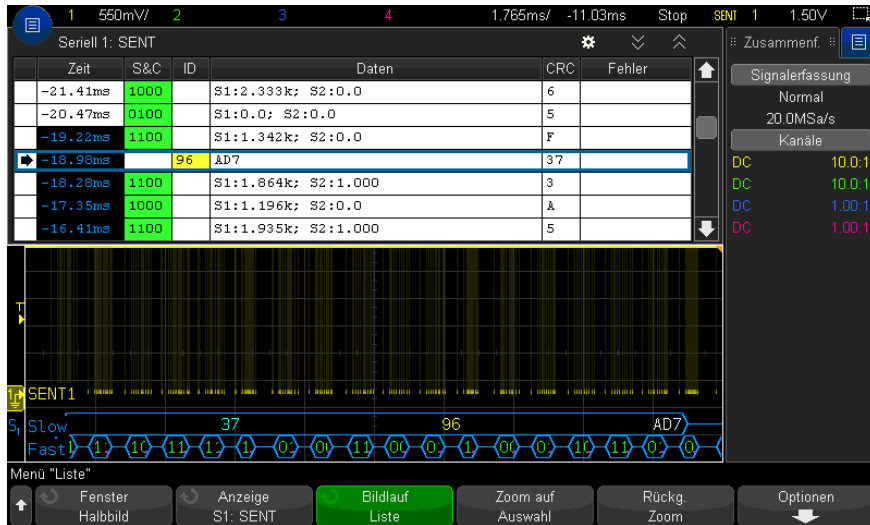 1 550mV/ 2 3 4 1.765ms/ -11.03ms Stop SENT 1 1.50V
Seriell 1: SENT
Zusammenf.
Zeit S&C ID Daten CRC Fehler
-21.41ms 1000 S1:2.333k; S2:0.0 6
-20.47ms 0100 S1:0.0; S2:0.0 5
-19.22ms 1100 S1:1.342k; S2:0.0 F
-18.98ms 96 AD7 37
-18.28ms 1100 S1:1.864k; S2:1.000 3
-17.35ms 1000 S1:1.196k; S2:0.0 A
-16.41ms 1100 S1:1.935k; S2:1.000 5
Signalerfassung
Normal
20.0MSa/s
Kanäle
DC 10.0:1
DC 10.0:1
DC 1.00:1
DC 1.00:1
T
SENT1
S1 Slow 37 96 AD7
Fast
Menü "Liste"
Fenster
Halbbild
Anzeige
S1: SENT
Bildlauf
Liste
Zoom auf
Auswahl
Rückg.
Zoom
Optionen